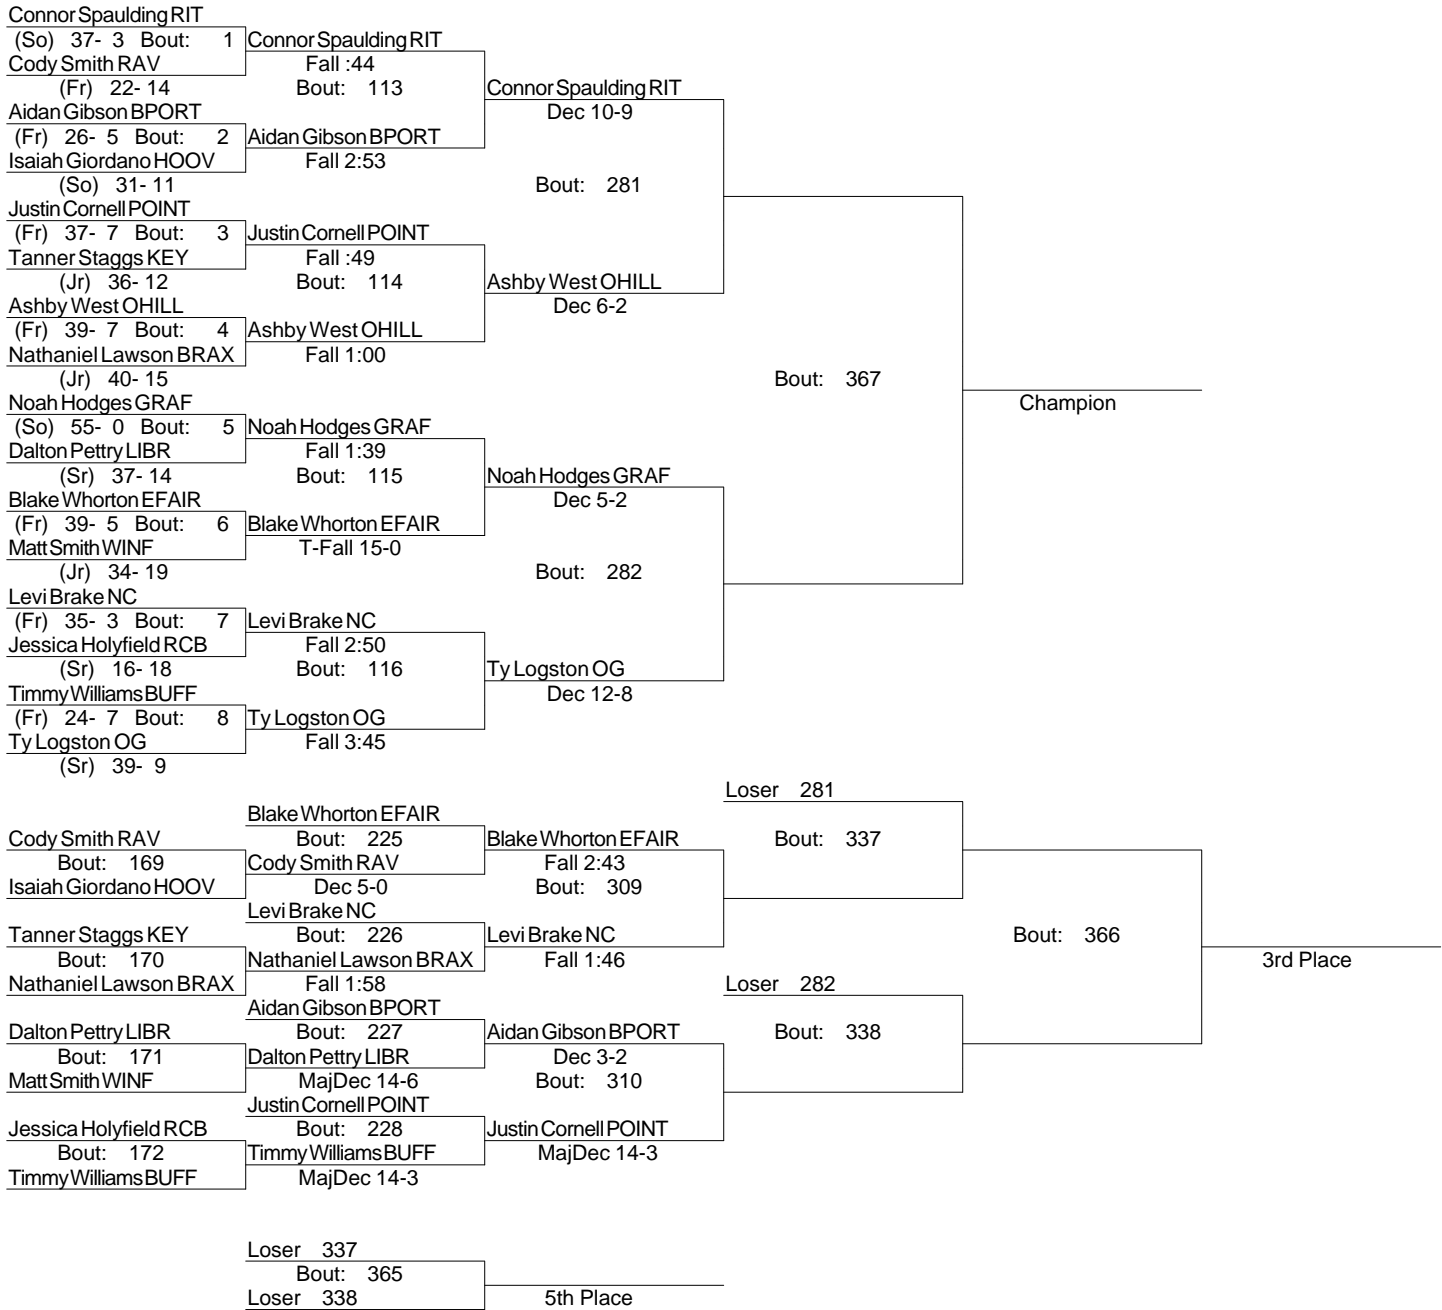 Connor Spaulding RIT
(So) 37- 3 Bout: 1 Connor Spaulding RIT
Cody Smith RAV Fall :44
(Fr) 22- 14 Bout: 113 Connor Spaulding RIT
Aidan Gibson BPORT Dec 10-9
(Fr) 26- 5 Bout: 2 Aidan Gibson BPORT
Isaiah Giordano HOOV Fall 2:53
(So) 31- 11 Bout: 281
Justin Cornell POINT
(Fr) 37- 7 Bout: 3 Justin Cornell POINT
Tanner Staggs KEY Fall :49
(Jr) 36- 12 Bout: 114 Ashby West OHILL
Ashby West OHILL Dec 6-2
(Fr) 39- 7 Bout: 4 Ashby West OHILL
Nathaniel Lawson BRAX Fall 1:00
(Jr) 40- 15 Bout: 367
Noah Hodges GRAF Champion
(So) 55- 0 Bout: 5 Noah Hodges GRAF
Dalton Pettry LIBR Fall 1:39
(Sr) 37- 14 Bout: 115 Noah Hodges GRAF
Blake Whorton EFAIR Dec 5-2
(Fr) 39- 5 Bout: 6 Blake Whorton EFAIR
Matt Smith WINF T-Fall 15-0
(Jr) 34- 19 Bout: 282
Levi Brake NC
(Fr) 35- 3 Bout: 7 Levi Brake NC
Jessica Holyfield RCB Fall 2:50
(Sr) 16- 18 Bout: 116 Ty Logston OG
Timmy Williams BUFF Dec 12-8
(Fr) 24- 7 Bout: 8 Ty Logston OG
Ty Logston OG Fall 3:45
(Sr) 39- 9
Loser 281
Blake Whorton EFAIR
Cody Smith RAV Bout: 225 Blake Whorton EFAIR Bout: 337
Bout: 169 Cody Smith RAV Fall 2:43
Isaiah Giordano HOOV Dec 5-0 Bout: 309
Levi Brake NC
Tanner Staggs KEY Bout: 226 Levi Brake NC Bout: 366
Bout: 170 Nathaniel Lawson BRAX Fall 1:46 3rd Place
Nathaniel Lawson BRAX Fall 1:58 Loser 282
Aidan Gibson BPORT
Dalton Pettry LIBR Bout: 227 Aidan Gibson BPORT Bout: 338
Bout: 171 Dalton Pettry LIBR Dec 3-2
Matt Smith WINF MajDec 14-6 Bout: 310
Justin Cornell POINT
Jessica Holyfield RCB Bout: 228 Justin Cornell POINT
Bout: 172 Timmy Williams BUFF MajDec 14-3
Timmy Williams BUFF MajDec 14-3
Loser 337
Bout: 365
Loser 338 5th Place